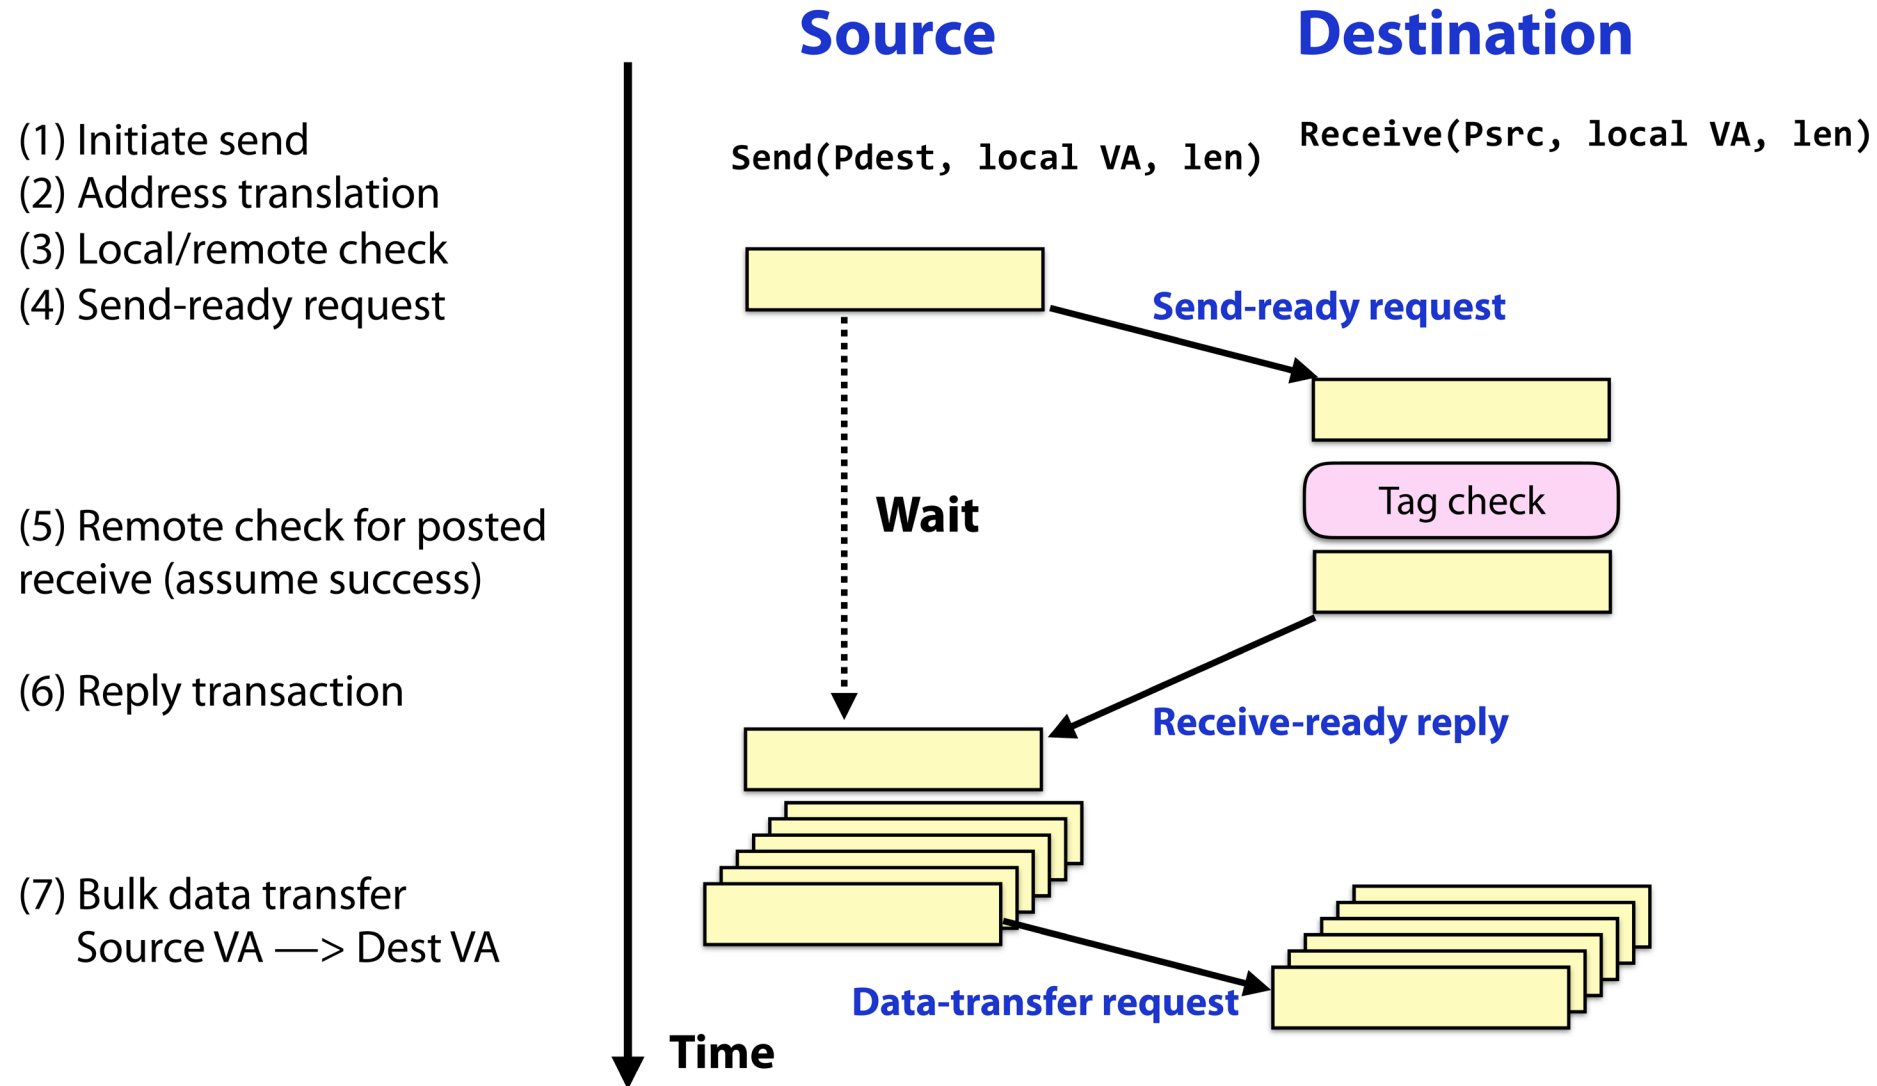 Source
Destination
(1) Initiate send
Send(Pdest, local VA, len)
Receive(Psrc, local VA, len)
(2) Address translation
(3) Local/remote check
(4) Send-ready request
Send-ready request
Tag check
Wait
(5) Remote check for posted
receive (assume success)
(6) Reply transaction
Receive-ready reply
(7) Bulk data transfer
Source VA —> Dest VA
Data-transfer request
Time